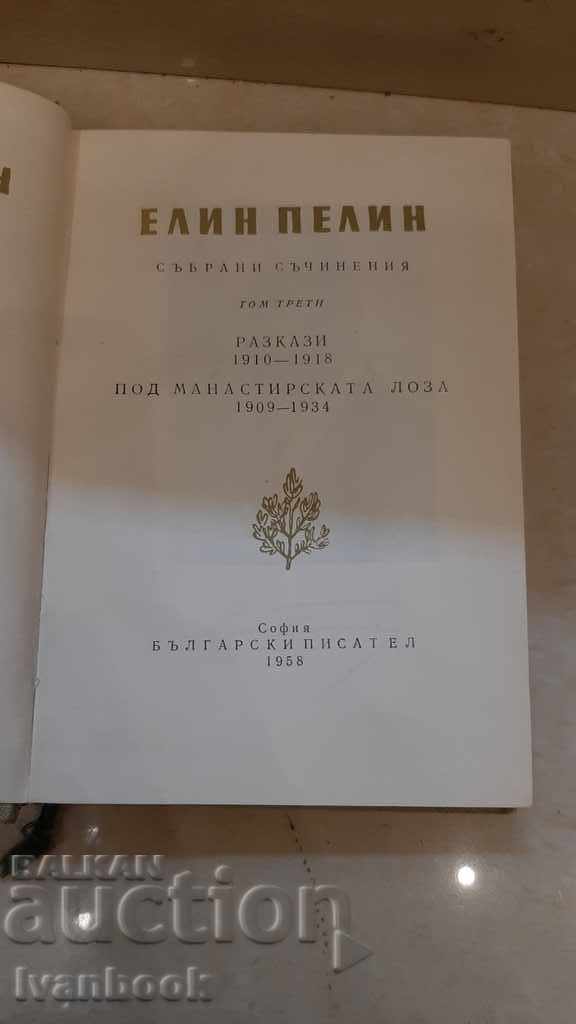 ЕЛИН ПЕЛИН
СЪБРАНИ СЪЧИНЕНИЯ
ТОМ ТРЕТИ
РАЗКАЗИ
1910—1918
ПОД МАНАСТИРСКАТА ЛОЗА
1909—1934
София
БЪЛГАРСКИ ПИСАТЕЛ
1958
BALKAN
auction
Ivanbook